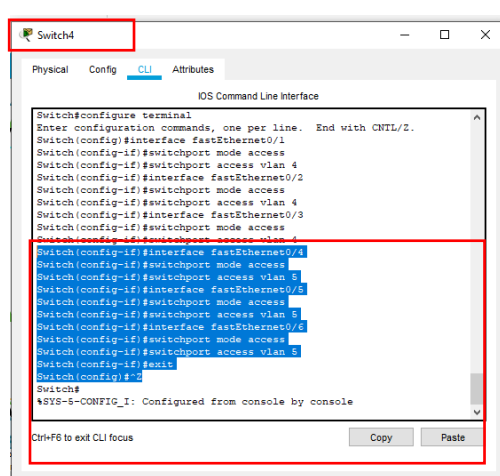 Switch4
Physical Config CLI Attributes
IOS Command Line Interface
Switch#configure terminal
Enter configuration commands, one per line. End with CNTL/Z.
Switch(config)#interface fastEthernet0/1
Switch(config-if)#switchport mode access
Switch(config-if)#switchport access vlan 4
Switch(config-if)#interface fastEthernet0/2
Switch(config-if)#switchport mode access
Switch(config-if)#switchport access vlan 4
Switch(config-if)#interface fastEthernet0/3
Switch(config-if)#switchport mode access
Switch(config-if)#switchport access vlan 4
Switch(config-if)#interface fastEthernet0/4
Switch(config-if)#switchport mode access
Switch(config-if)#switchport access vlan 5
Switch(config-if)#interface fastEthernet0/5
Switch(config-if)#switchport mode access
Switch(config-if)#switchport access vlan 5
Switch(config-if)#interface fastEthernet0/6
Switch(config-if)#switchport mode access
Switch(config-if)#switchport access vlan 5
Switch(config-if)#exit
Switch(config)#^Z
Switch#
%SYS-5-CONFIG_I: Configured from console by console
Ctrl+F6 to exit CLI focus
Copy Paste